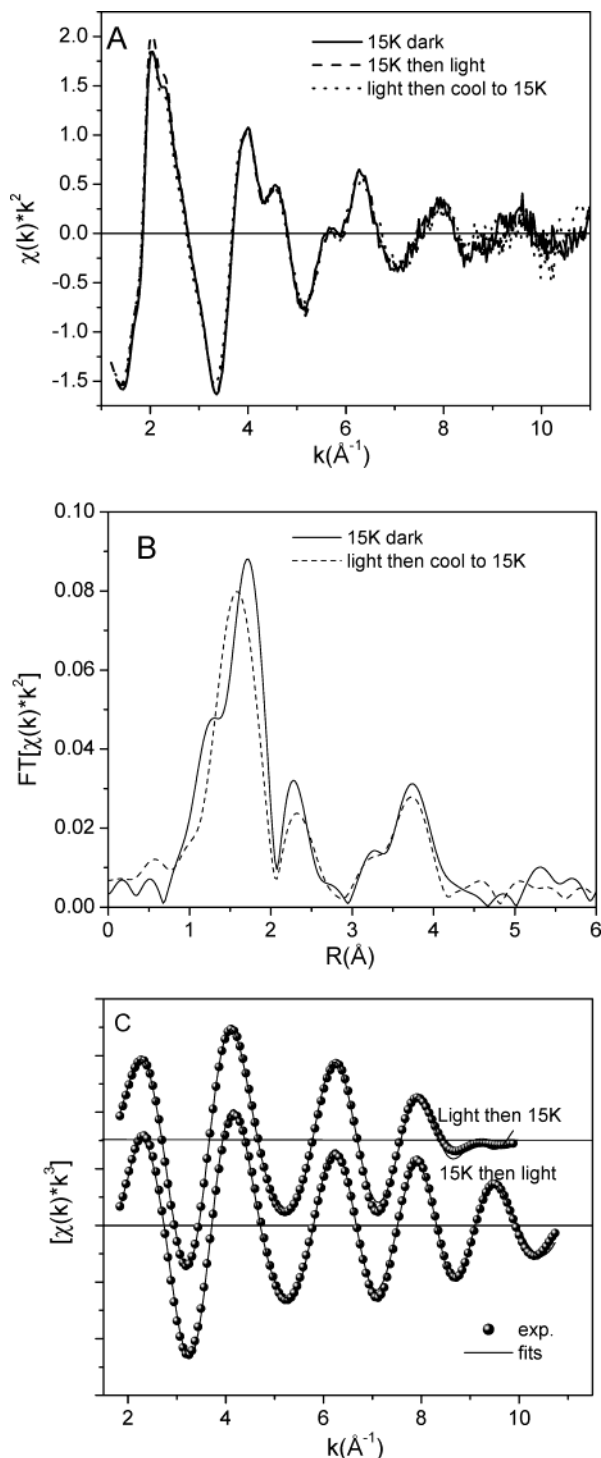 A
15K dark
15K then light
light then cool to 15K
2.0
1.5
1.0
0.5
0.0
-0.5
-1.0
-1.5
χ(k)*k²
2 4 6 8 10
k(Å⁻¹)
B
15K dark
light then cool to 15K
0.10
0.08
0.06
0.04
0.02
0.00
FT[χ(k)*k²]
0 1 2 3 4 5 6
R(Å)
C
Light then 15K
15K then light
[χ(k)*k³]
exp.
fits
2 4 6 8 10
k(Å⁻¹)